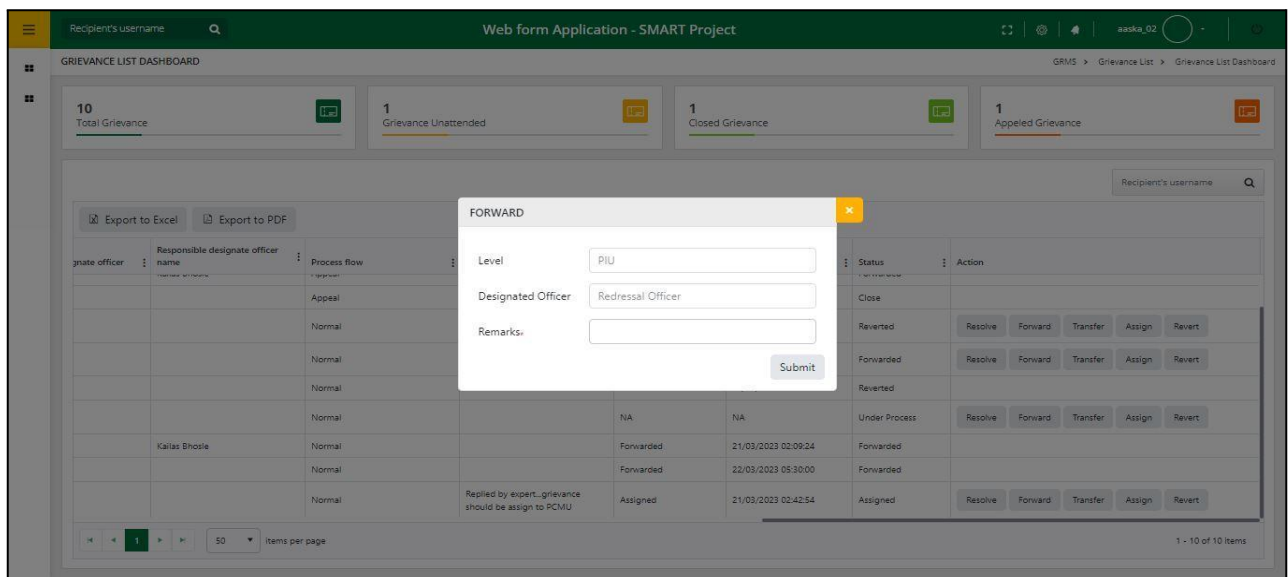 Recipient's username
Web form Application - SMART Project
aaska_02
GRIEVANCE LIST DASHBOARD
GRMS > Grievance List > Grievance List Dashboard
10
Total Grievance
1
Grievance Unattended
1
Closed Grievance
1
Appeled Grievance
Recipient's username
Export to Excel
Export to PDF
gnate officer
Responsible designate officer
name
Process flow
Status
Action
FORWARD
×
Level
PIU
Designated Officer
Redressal Officer
Remarks*
Submit
Appeal
Close
Normal
Reverted
Resolve Forward Transfer Assign Revert
Normal
Forwarded
Resolve Forward Transfer Assign Revert
Normal
Reverted
Normal
NA
NA
Under Process
Resolve Forward Transfer Assign Revert
Kailas Bhosle
Normal
Forwarded
21/03/2023 02:09:24
Forwarded
Normal
Forwarded
22/03/2023 05:30:00
Forwarded
Normal
Replied by expert...grievance
should be assign to PCMU
Assigned
21/03/2023 02:42:54
Assigned
Resolve Forward Transfer Assign Revert
1
50
items per page
1 - 10 of 10 items